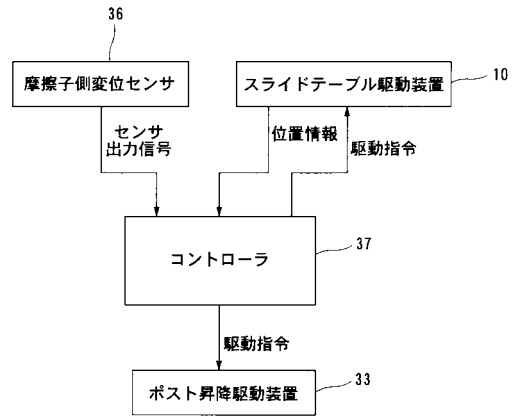 36
摩擦子側変位センサ
スライドテーブル駆動装置
10
センサ
出力信号
位置情報
駆動指令
コントローラ
37
駆動指令
ポスト昇降駆動装置
33